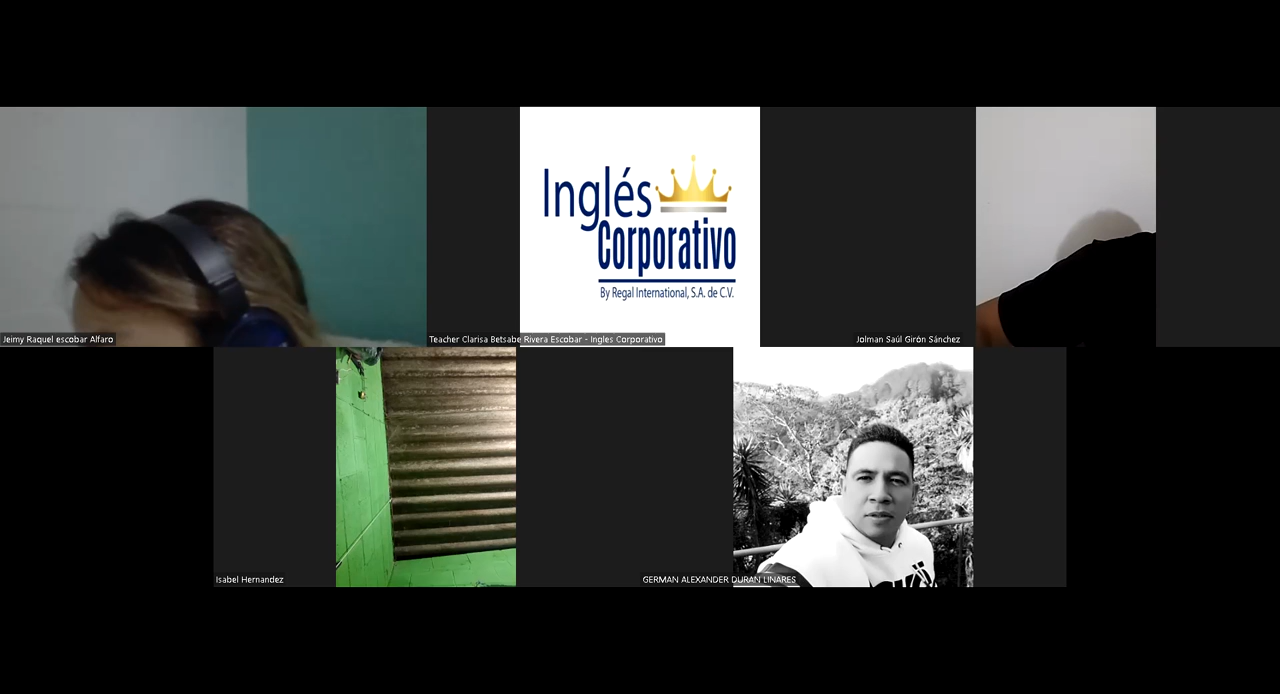 Inglés
Corporativo
By Regal International, S.A. de C.V.
Jeimy Raquel escobar Alfaro
Teacher Clarisa Betsabe Rivera Escobar - Ingles Corporativo
Jolman Saúl Girón Sánchez
Isabel Hernandez
GERMAN ALEXANDER DURAN LINARES